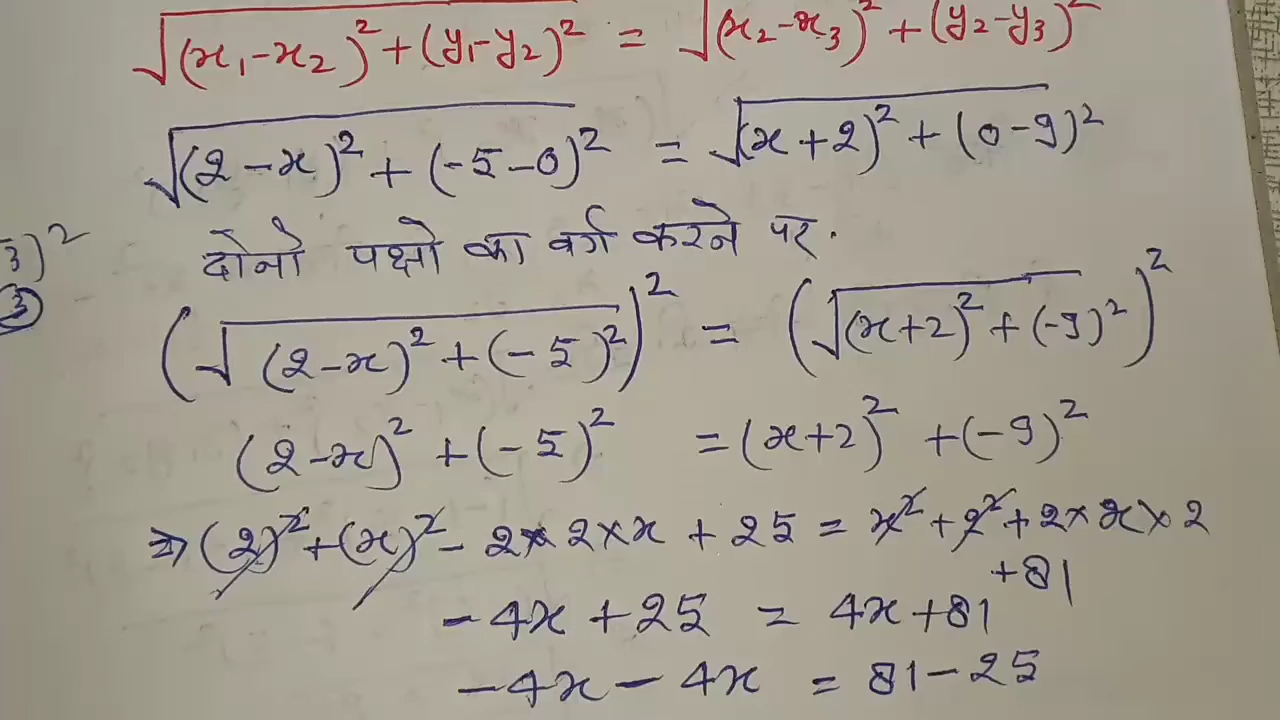 √(x₁-x₂)²+(y₁-y₂)² = √(x₂-x₃)²+(y₂-y₃)²
√(2-x)²+(-5-0)² = √(x+2)²+(0-9)²
3)² दोनो पक्षो का वर्ग करने पर.
③
(√(2-x)²+(-5)²)² = (√(x+2)²+(-9)²)²
(2-x)²+(-5)² = (x+2)²+(-9)²
⇒ (2)²+(x)²-2×2×x+25 = x²+2²+2×x×2
+81
-4x+25 = 4x+81
-4x-4x = 81-25